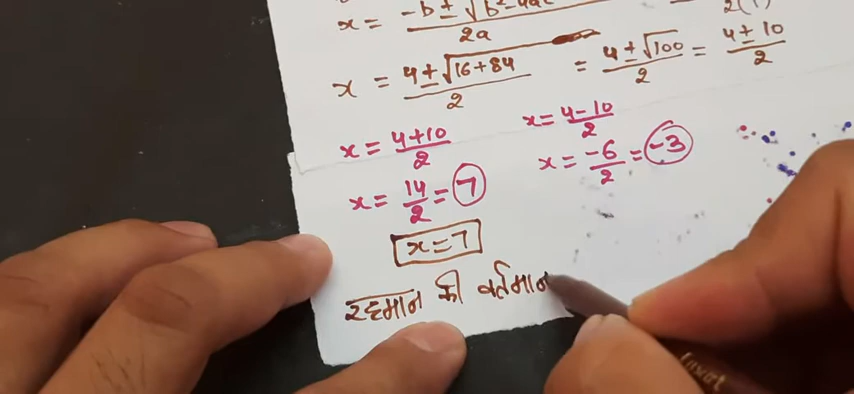 x = -b ± √b² - 4ac / 2a
x = 4 ± √16 + 84 / 2 = 4 ± √100 / 2 = 4 ± 10 / 2
x = 4 + 10 / 2
x = 14 / 2 = 7
x = 4 - 10 / 2
x = -6 / 2 = -3
x = 7
रहमान की वर्तमान